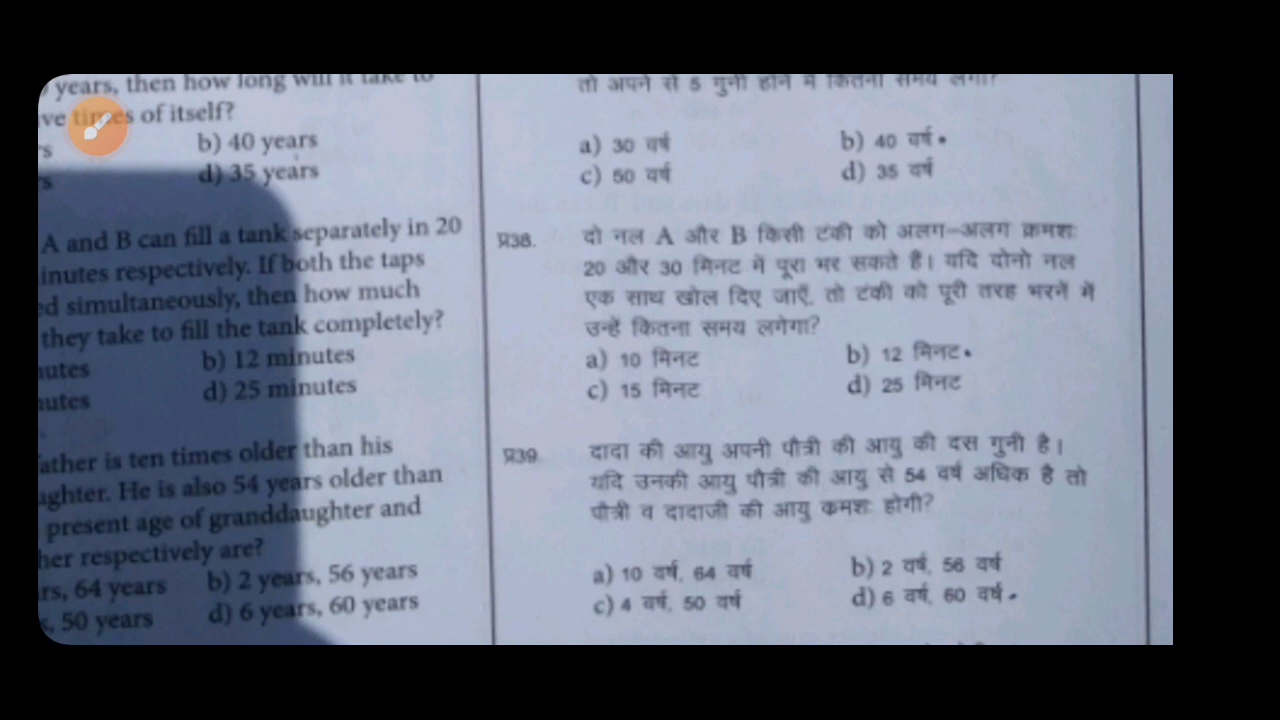 years, then how long will it take to
times of itself?
b) 40 years
d) 35 years
A and B can fill a tank separately in 20
respectively. If both the taps
simultaneously, then how much
they take to fill the tank completely?
b) 12 minutes
d) 25 minutes
is ten times older than his
He is also 54 years older than
present age of granddaughter and
respectively are?
64 years b) 2 years, 56 years
50 years d) 6 years, 60 years
तो अपने से 5 गुनी होने में कितना समय लगेगा?
a) 30 वर्ष b) 40 वर्ष
c) 50 वर्ष d) 35 वर्ष
प्र38. दो नल A और B किसी टंकी को अलग-अलग क्रमशः
20 और 30 मिनट में पूरा भर सकते हैं। यदि दोनो नल
एक साथ खोल दिए जाएँ, तो टंकी को पूरी तरह भरने में
उन्हें कितना समय लगेगा?
a) 10 मिनट b) 12 मिनट
c) 15 मिनट d) 25 मिनट
प्र39. दादा की आयु अपनी पौत्री की आयु की दस गुनी है।
यदि उनकी आयु पौत्री की आयु से 54 वर्ष अधिक है तो
पौत्री व दादाजी की आयु क्रमशः होगी?
a) 10 वर्ष, 64 वर्ष b) 2 वर्ष, 56 वर्ष
c) 4 वर्ष, 50 वर्ष d) 6 वर्ष, 60 वर्ष